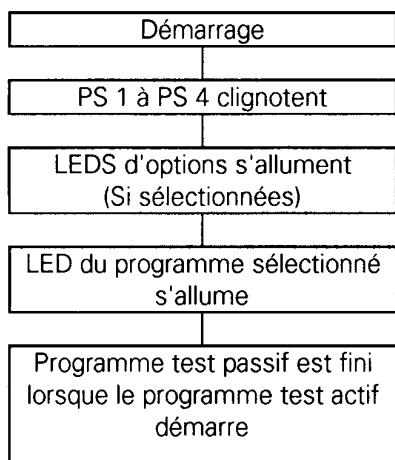 Démarrage
PS 1 à PS 4 clignotent
LEDS d'options s'allument
(Si sélectionnées)
LED du programme sélectionné
s'allume
Programme test passif est fini
lorsque le programme test actif
démarre